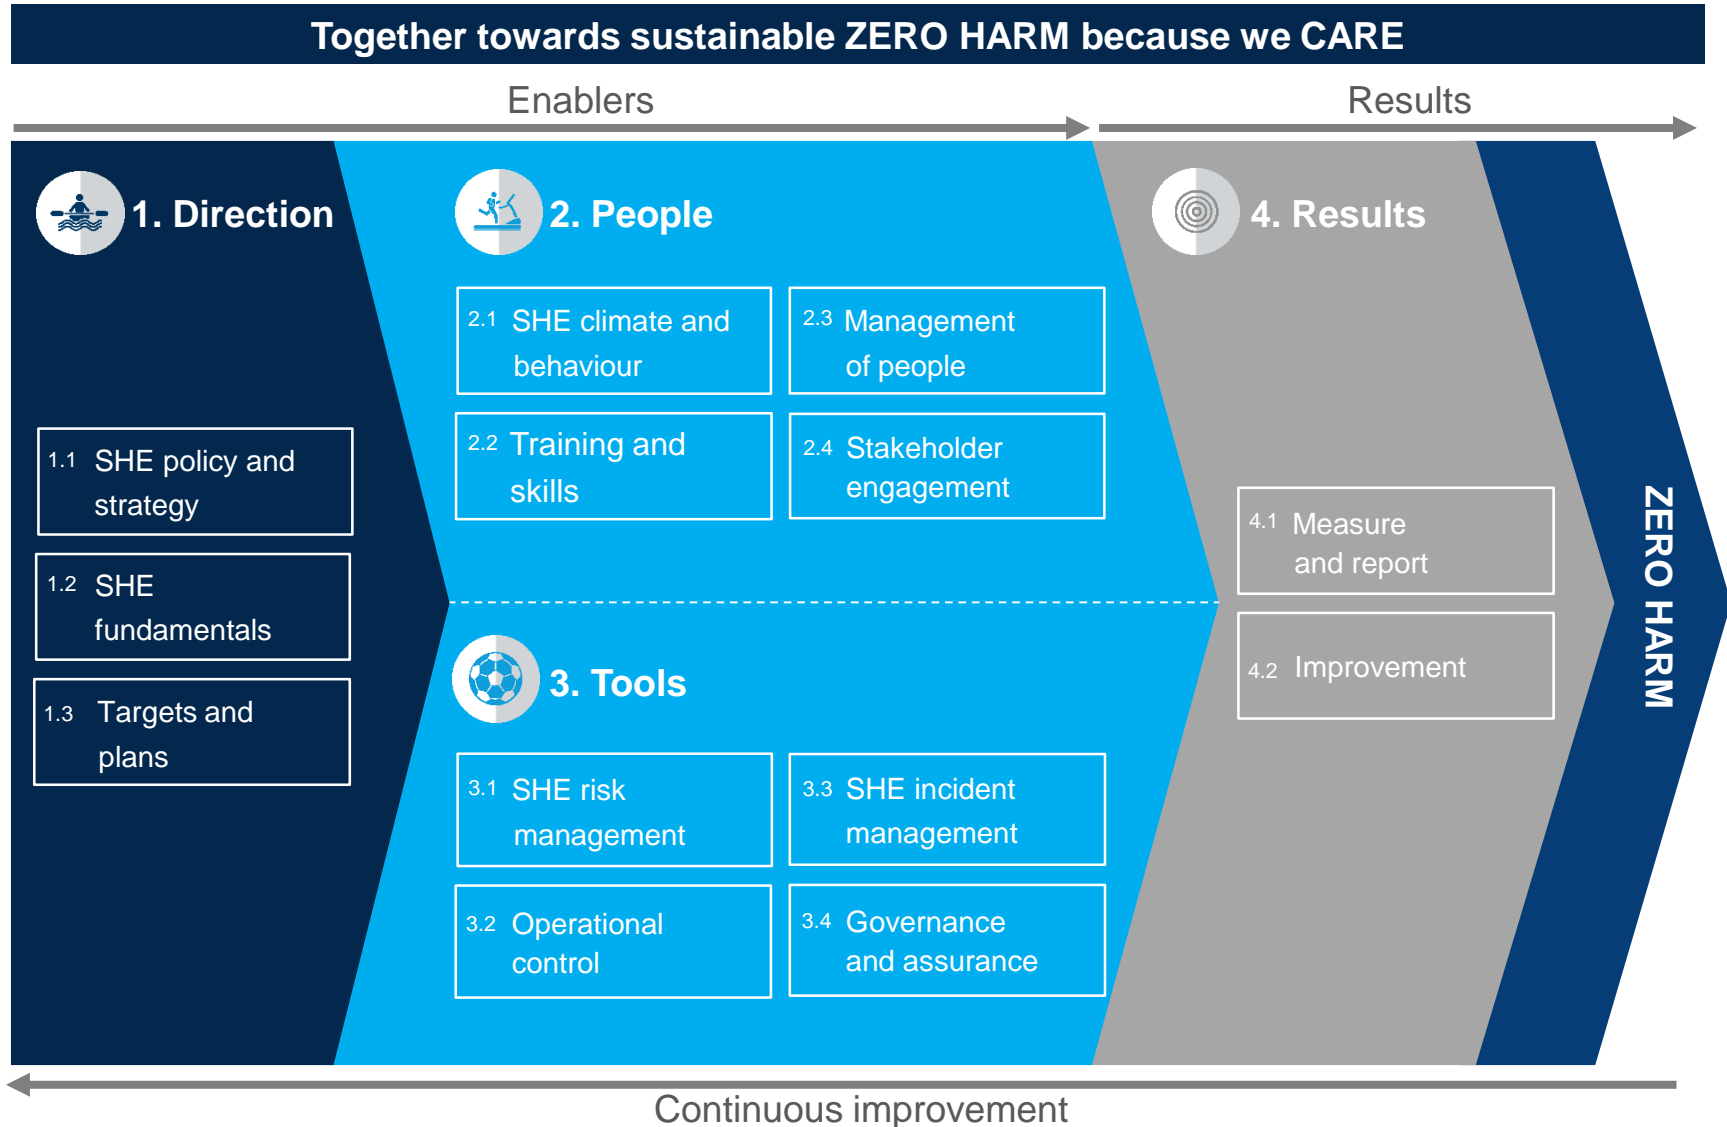 Together towards sustainable ZERO HARM because we CARE
Enablers
Results
1. Direction
1.1 SHE policy and
strategy
1.2 SHE
fundamentals
1.3 Targets and
plans
2. People
2.1 SHE climate and
behaviour
2.2 Training and
skills
2.3 Management
of people
2.4 Stakeholder
engagement
3. Tools
3.1 SHE risk
management
3.2 Operational
control
3.3 SHE incident
management
3.4 Governance
and assurance
4. Results
4.1 Measure
and report
4.2 Improvement
ZERO HARM
Continuous improvement